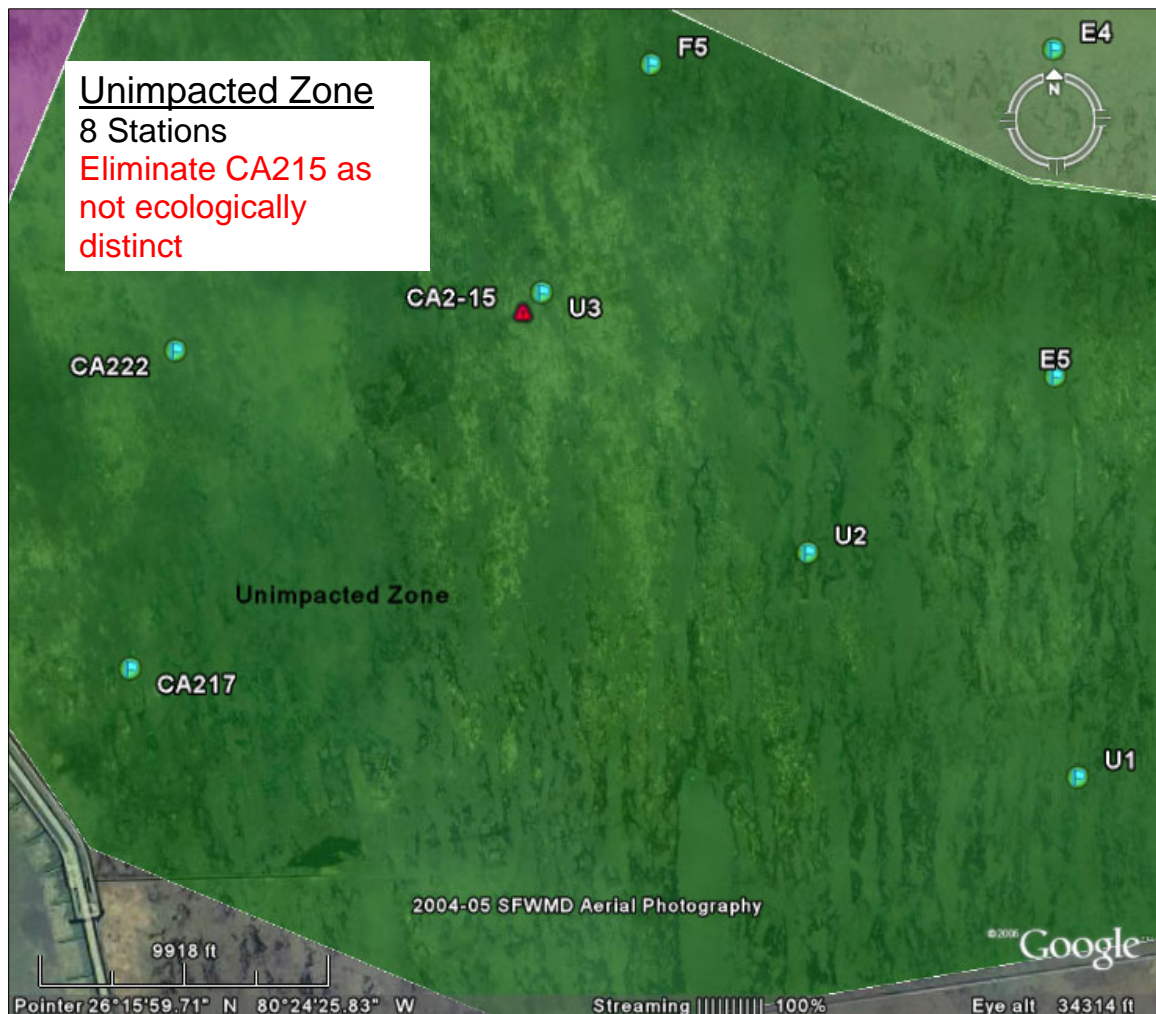 F5
E4
N
Unimpacted Zone
8 Stations
Eliminate CA215 as
not ecologically
distinct
CA2-15
U3
CA222
E5
U2
Unimpacted Zone
CA217
U1
2004-05 SFWMD Aerial Photography
9918 ft
©2006 Google
Pointer 26°15'59.71" N 80°24'25.83" W Streaming ||||||||| 100% Eye alt 34314 ft